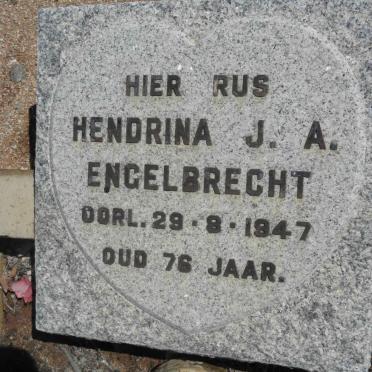 HIER RUS
HENDRINA J. A.
ENGELBRECHT
OORL. 29-8-1947
OUD 76 JAAR.